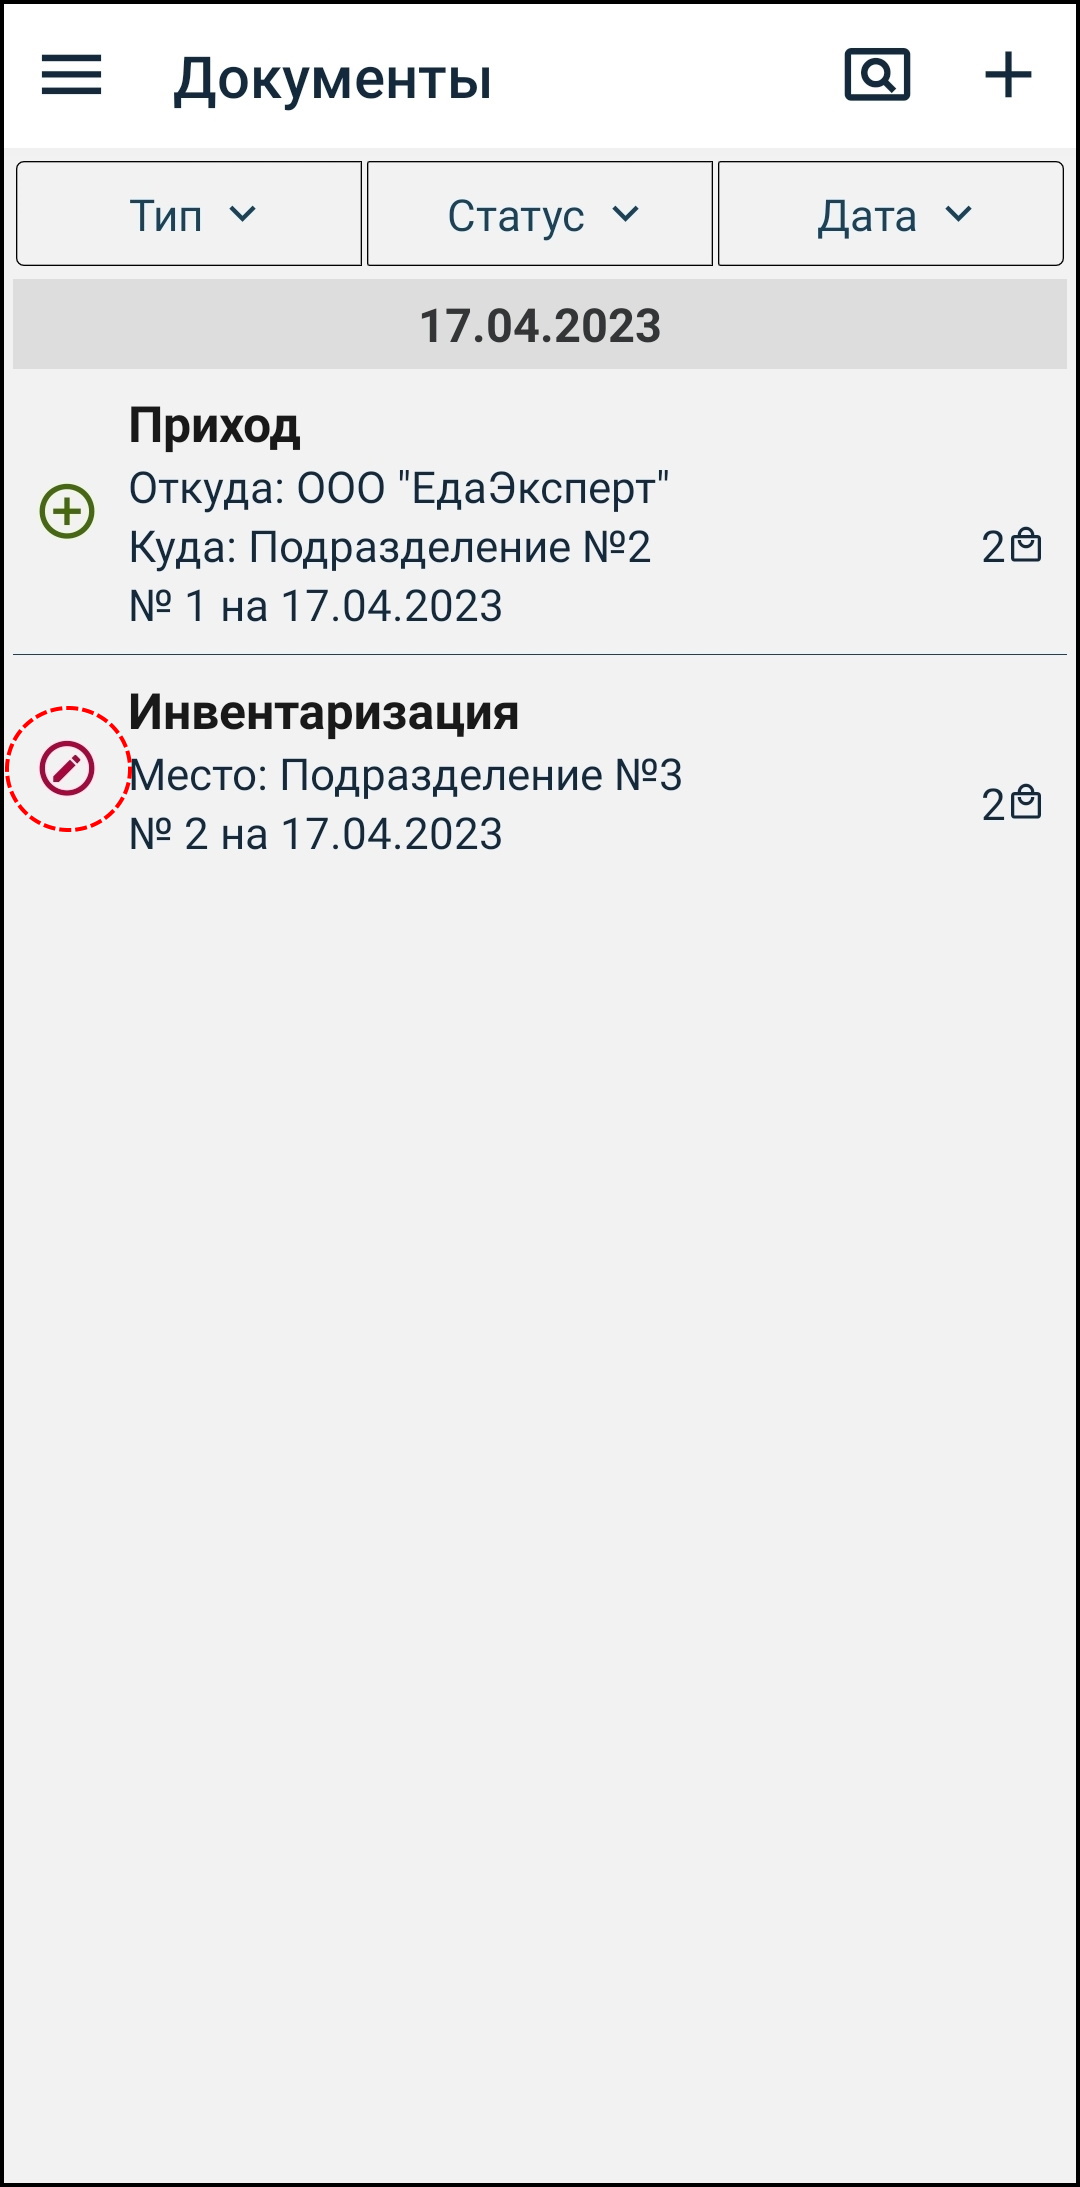 Документы
Тип
Статус
Дата
17.04.2023
Приход
Откуда: ООО "ЕдаЭксперт"
Куда: Подразделение №2
2
№ 1 на 17.04.2023
Инвентаризация
Место: Подразделение №3
2
№ 2 на 17.04.2023